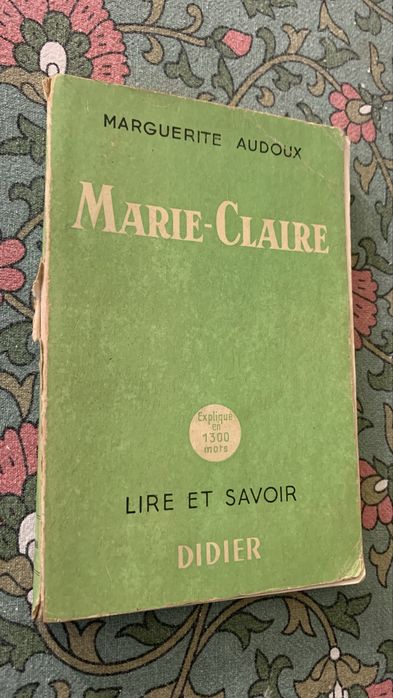 MARGUERITE AUDOUX
MARIE-CLAIRE
Expliqué
en
1300
mots
LIRE ET SAVOIR
DIDIER